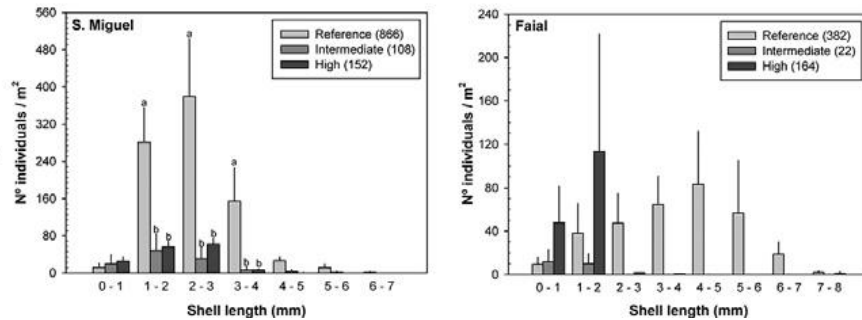 S. Miguel
Reference (866)
Intermediate (108)
High (152)
Nº individuals / m²
560
480
400
320
240
160
80
0
a
a
a
b
b
b
b
b
b
0 - 1
1 - 2
2 - 3
3 - 4
4 - 5
5 - 6
6 - 7
Shell length (mm)
Faial
Reference (382)
Intermediate (22)
High (164)
Nº individuals / m²
240
200
160
120
80
40
0
0 - 1
1 - 2
2 - 3
3 - 4
4 - 5
5 - 6
6 - 7
7 - 8
Shell length (mm)